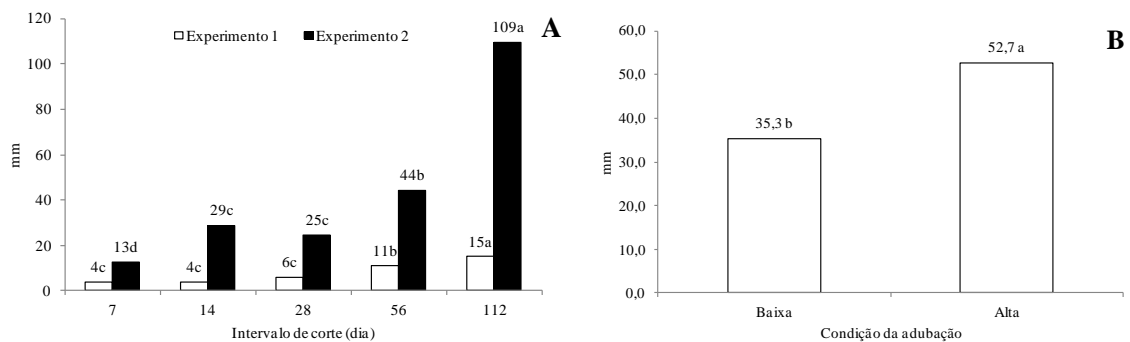 120
100
80
60
40
20
0
mm
Experimento 1
Experimento 2
A
4c
13d
4c
29c
6c
25c
11b
44b
15a
109a
7
14
28
56
112
Intervalo de corte (dia)
60,0
50,0
40,0
30,0
20,0
10,0
0,0
mm
B
35,3 b
52,7 a
Baixa
Alta
Condição da adubação